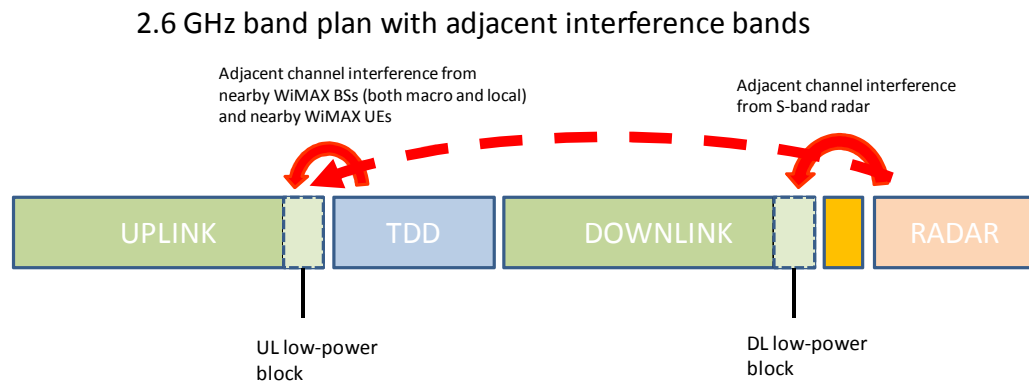 2.6 GHz band plan with adjacent interference bands
Adjacent channel interference from
nearby WiMAX BSs (both macro and local)
and nearby WiMAX UEs
Adjacent channel interference
from S-band radar
UPLINK
TDD
DOWNLINK
RADAR
UL low-power
block
DL low-power
block